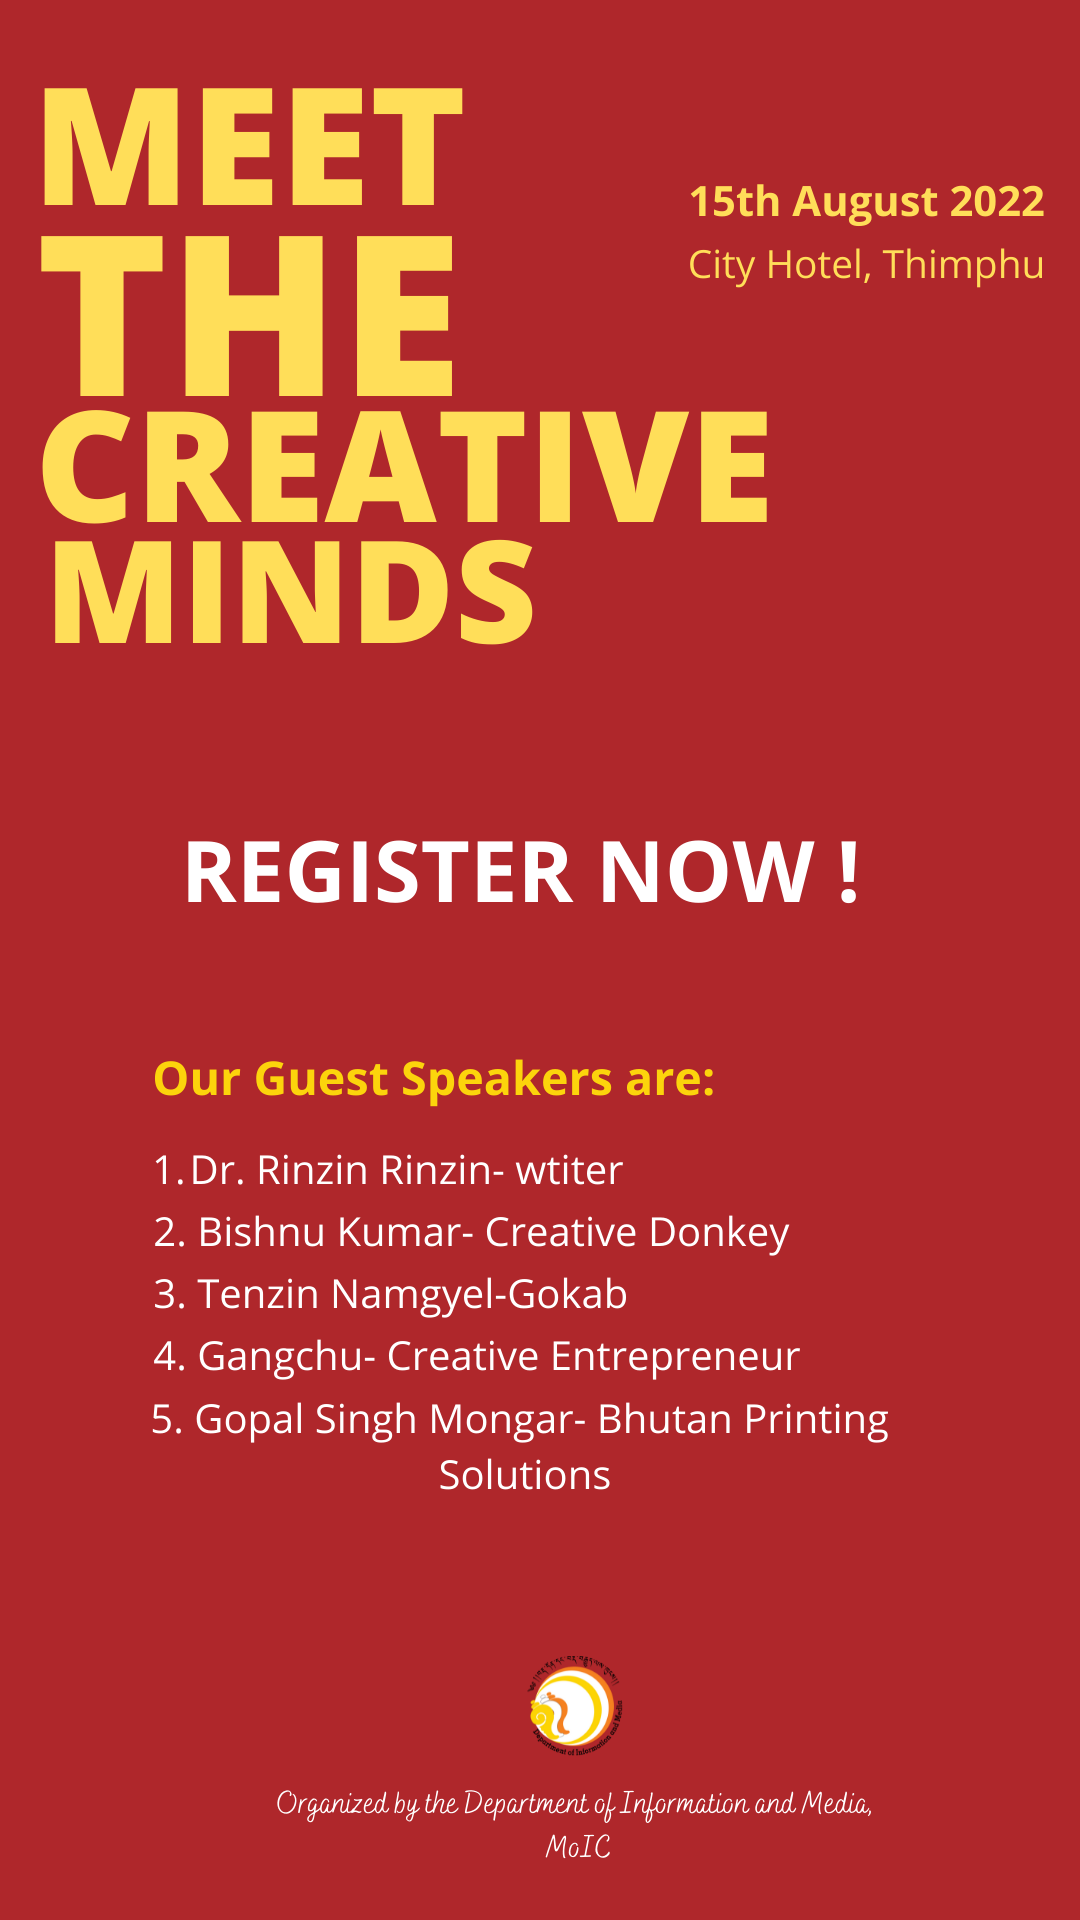 MEET
THE
CREATIVE
MINDS
15th August 2022
City Hotel, Thimphu
REGISTER NOW !
Our Guest Speakers are:
1. Dr. Rinzin Rinzin- wtiter
2. Bishnu Kumar- Creative Donkey
3. Tenzin Namgyel-Gokab
4. Gangchu- Creative Entrepreneur
5. Gopal Singh Mongar- Bhutan Printing
Solutions
Department of Information and Media
Organized by the Department of Information and Media,
MoIC